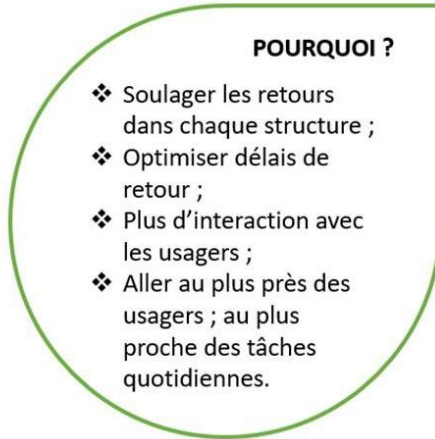 POURQUOI ?
❖ Soulager les retours
dans chaque structure ;
❖ Optimiser délais de
retour ;
❖ Plus d’interaction avec
les usagers ;
❖ Aller au plus près des
usagers ; au plus
proche des tâches
quotidiennes.